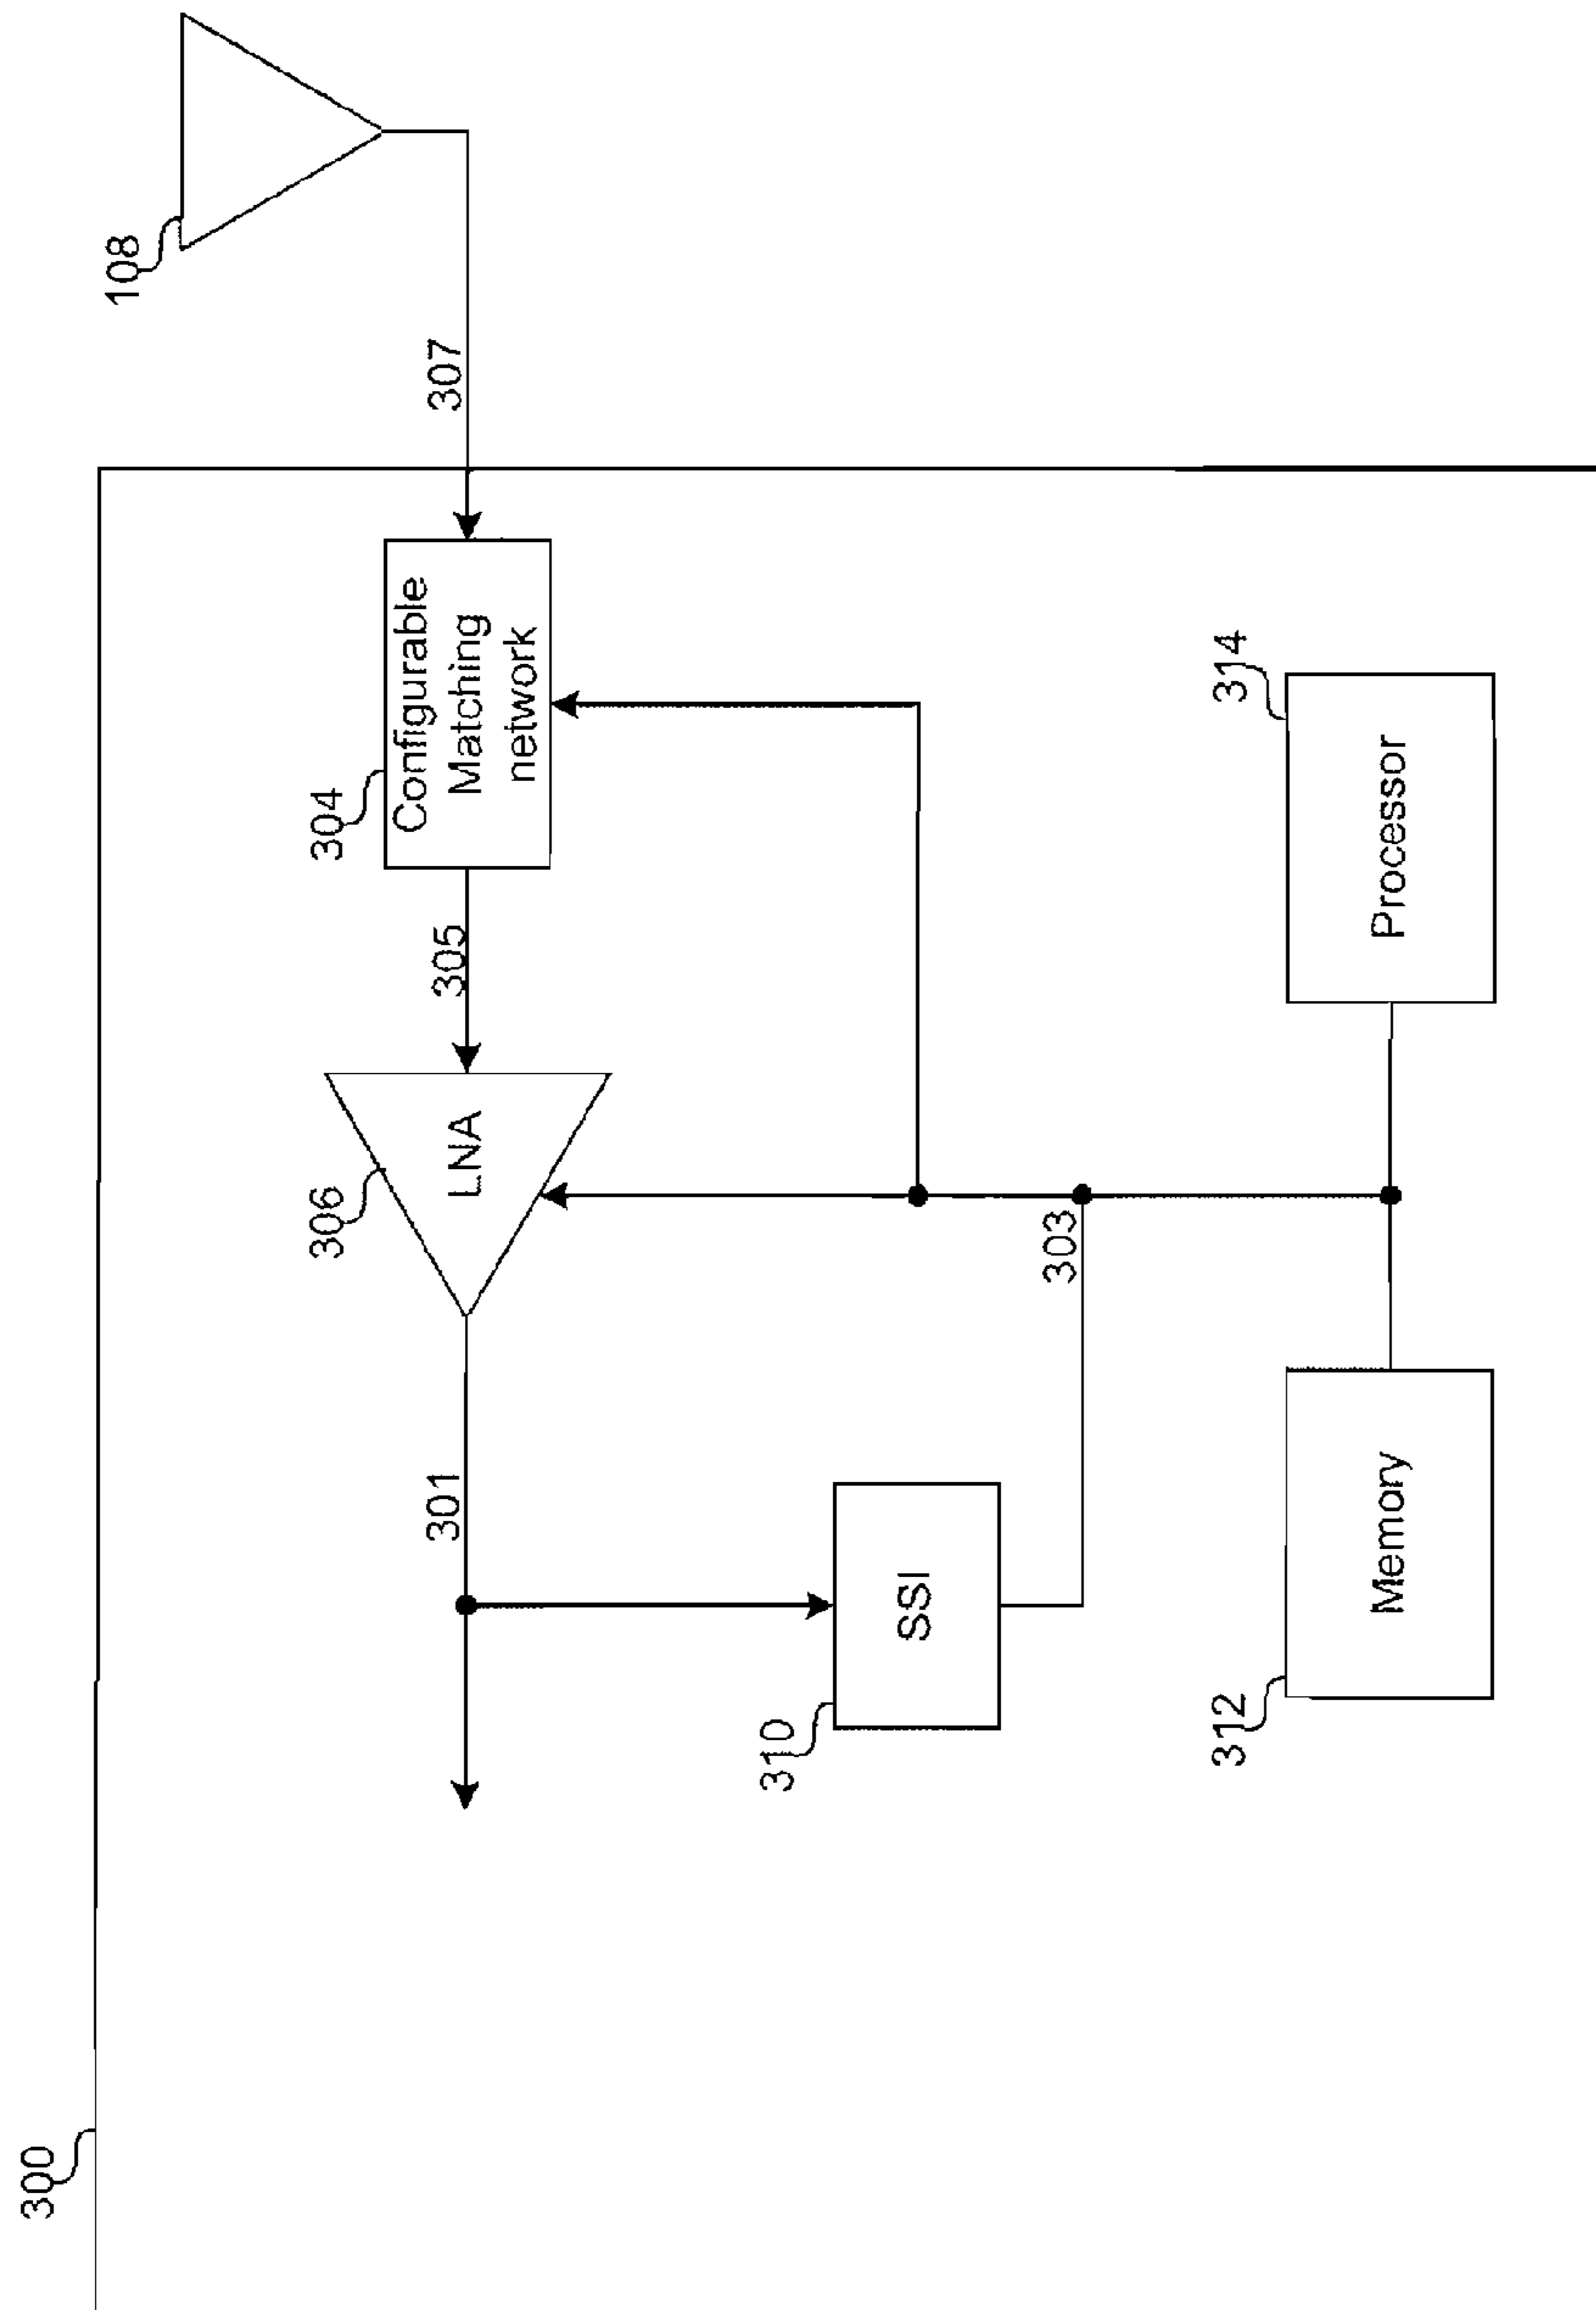 300
108
307
304
Configurable
Matching
network
305
306
LNA
301
310
SSI
303
312
Memory
314
Processor